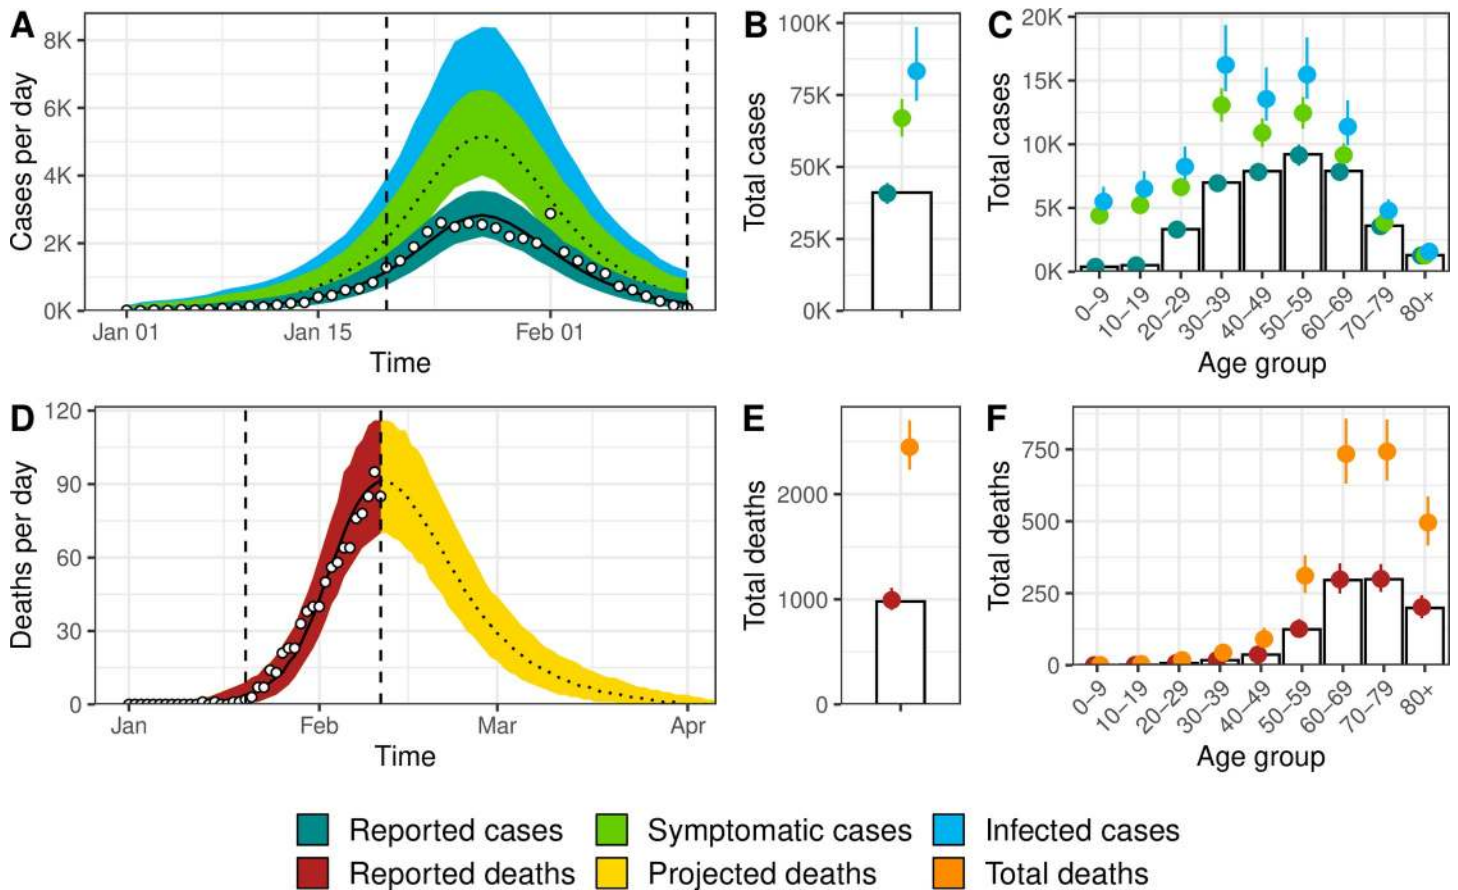 A
Cases per day
8K
6K
4K
2K
0K
Jan 01
Jan 15
Feb 01
Time
B
Total cases
100K
75K
50K
25K
0K
C
Total cases
20K
15K
10K
5K
0K
0–9
10–19
20–29
30–39
40–49
50–59
60–69
70–79
80+
Age group
D
Deaths per day
120
90
60
30
0
Jan
Feb
Mar
Apr
Time
E
Total deaths
2000
1000
0
F
Total deaths
750
500
250
0
0–9
10–19
20–29
30–39
40–49
50–59
60–69
70–79
80+
Age group
Reported cases
Symptomatic cases
Infected cases
Reported deaths
Projected deaths
Total deaths